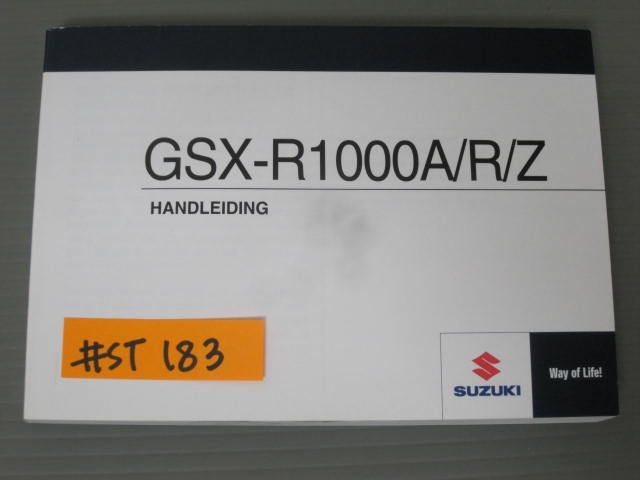 GSX-R1000A/R/Z
HANDLEIDING
#ST 183
SUZUKI
Way of Life!